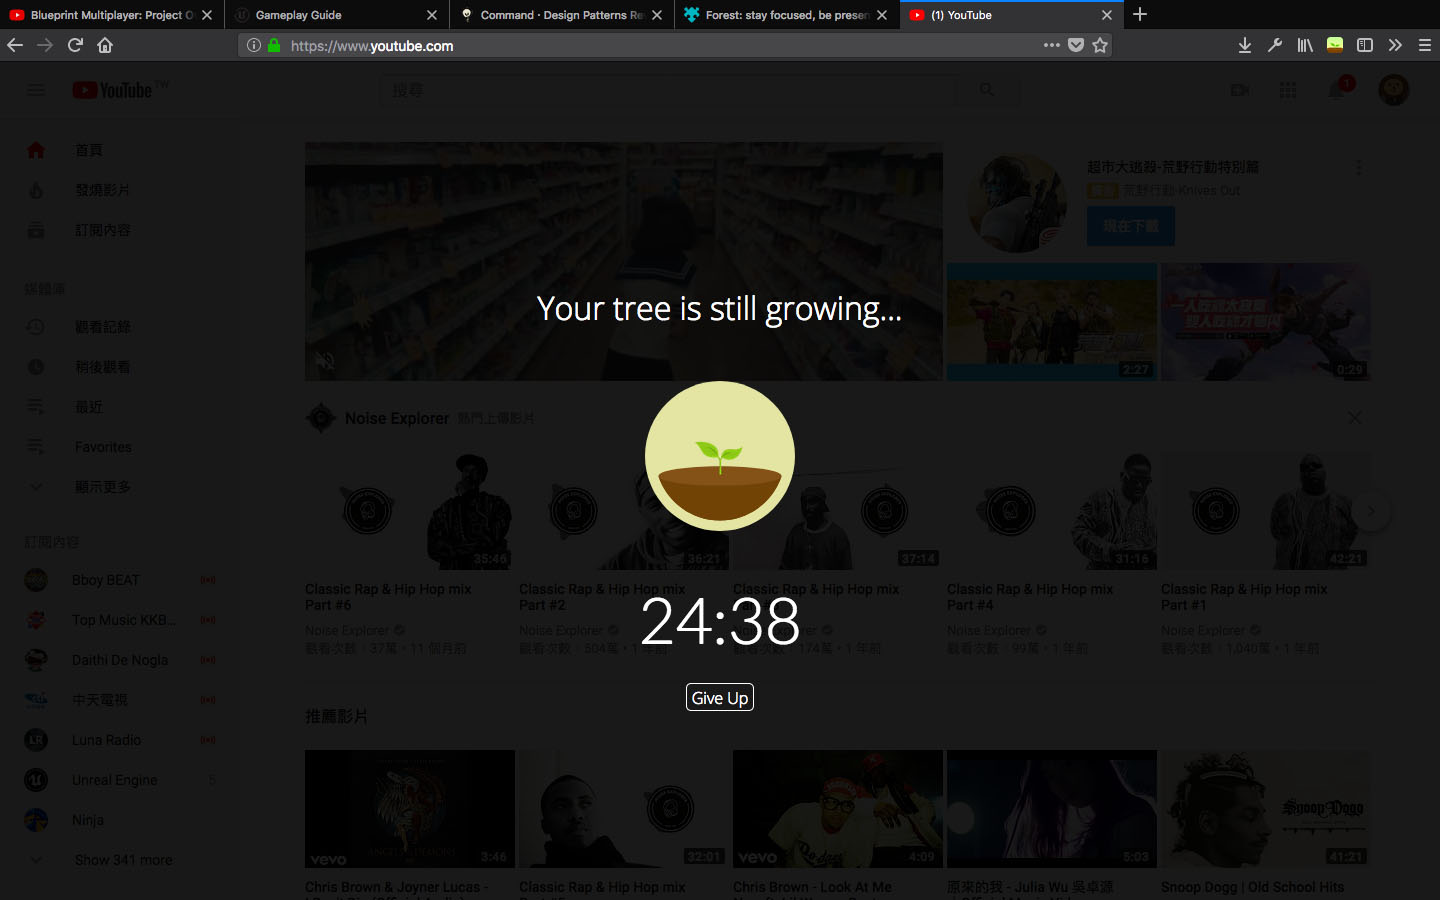 Blueprint Multiplayer: Project O
Gameplay Guide
Command · Design Patterns Re
Forest: stay focused, be presen
(1) YouTube
https://www.youtube.com
YouTube TW
搜尋
1
首頁
發燒影片
訂閱內容
媒體庫
觀看記錄
稍後觀看
最近
Favorites
顯示更多
訂閱內容
Bboy BEAT
Top Music KKB...
Daithi De Nogla
中天電視
Luna Radio
Unreal Engine 5
Ninja
Show 341 more
超市大逃殺-荒野行動特別篇
荒野行動-Knives Out
現在下載
2:27
0:29
Your tree is still growing...
Noise Explorer 熱門上傳影片
35:46
36:21
37:14
31:16
42:21
Classic Rap & Hip Hop mix
Part #6
Noise Explorer
觀看次數：37萬 · 11 個月前
Classic Rap & Hip Hop mix
Part #2
Noise Explorer
觀看次數：504萬 · 1 年前
Classic Rap & Hip Hop mix
觀看次數：174萬 · 1 年前
Classic Rap & Hip Hop mix
Part #4
Noise Explorer
觀看次數：99萬 · 1 年前
Classic Rap & Hip Hop mix
Part #1
Noise Explorer
觀看次數：1,040萬 · 1 年前
24:38
Give Up
推薦影片
vevo
ANGELS & DEMONS
3:46
32:01
vevo
4:09
5:03
Snoop Dogg
41:21
Chris Brown & Joyner Lucas -
Classic Rap & Hip Hop mix
Chris Brown - Look At Me
原來的我 - Julia Wu 吳卓源
Snoop Dogg | Old School Hits